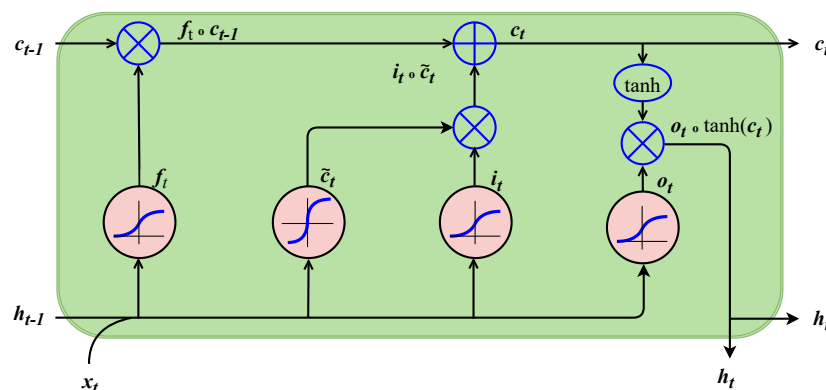 f_t ∘ c_{t-1}
c_{t-1}
c_t
c_t
i_t ∘ c̃_t
tanh
o_t ∘ tanh(c_t)
f_t
c̃_t
i_t
o_t
h_{t-1}
h_t
x_t
h_t